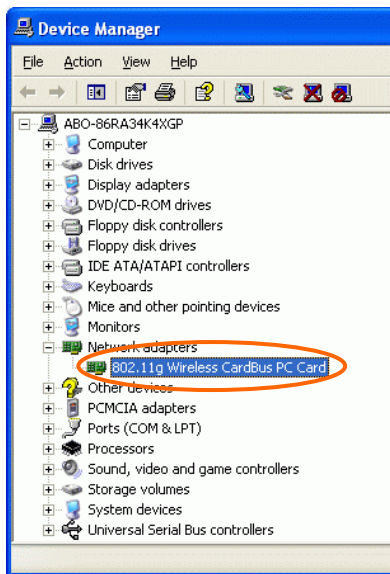 Device Manager
File Action View Help
ABO-86RA34K4XGP
Computer
Disk drives
Display adapters
DVD/CD-ROM drives
Floppy disk controllers
Floppy disk drives
IDE ATA/ATAPI controllers
Keyboards
Mice and other pointing devices
Monitors
Network adapters
802.11g Wireless CardBus PC Card
Other devices
PCMCIA adapters
Ports (COM & LPT)
Processors
Sound, video and game controllers
Storage volumes
System devices
Universal Serial Bus controllers